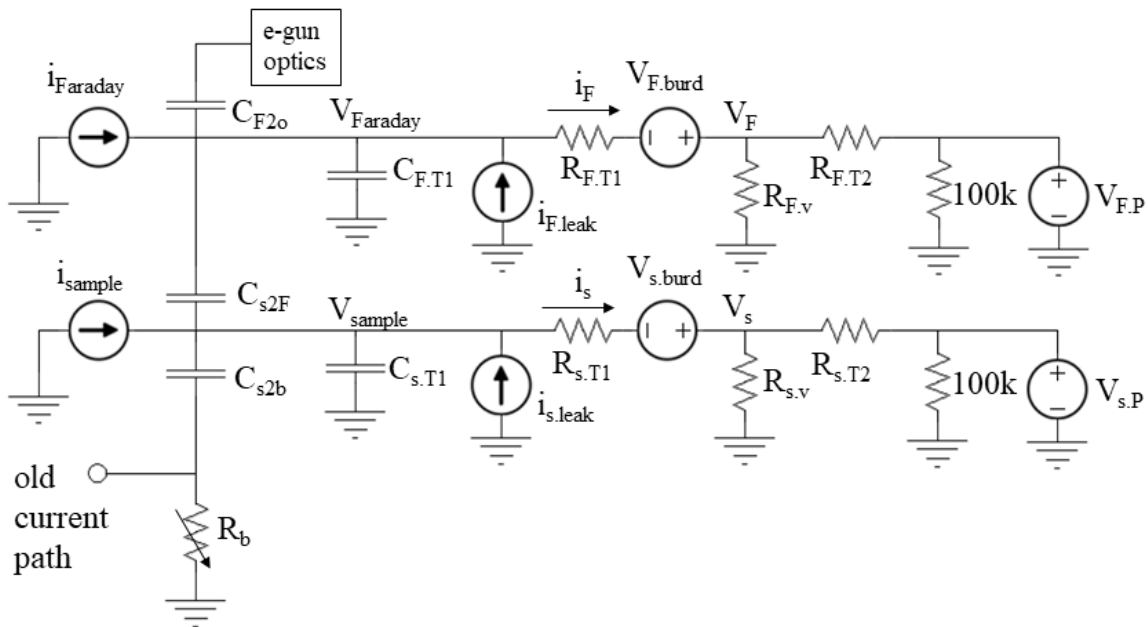 e-gun
optics
i_Faraday
C_F2o
V_Faraday
i_F
V_F.burd
V_F
C_F.T1
R_F.T1
R_F.T2
i_F.leak
R_F.v
100k
V_F.P
i_sample
C_s2F
V_sample
i_s
V_s.burd
V_s
C_s2b
C_s.T1
R_s.T1
R_s.T2
i_s.leak
R_s.v
100k
V_s.P
old
current
path
R_b